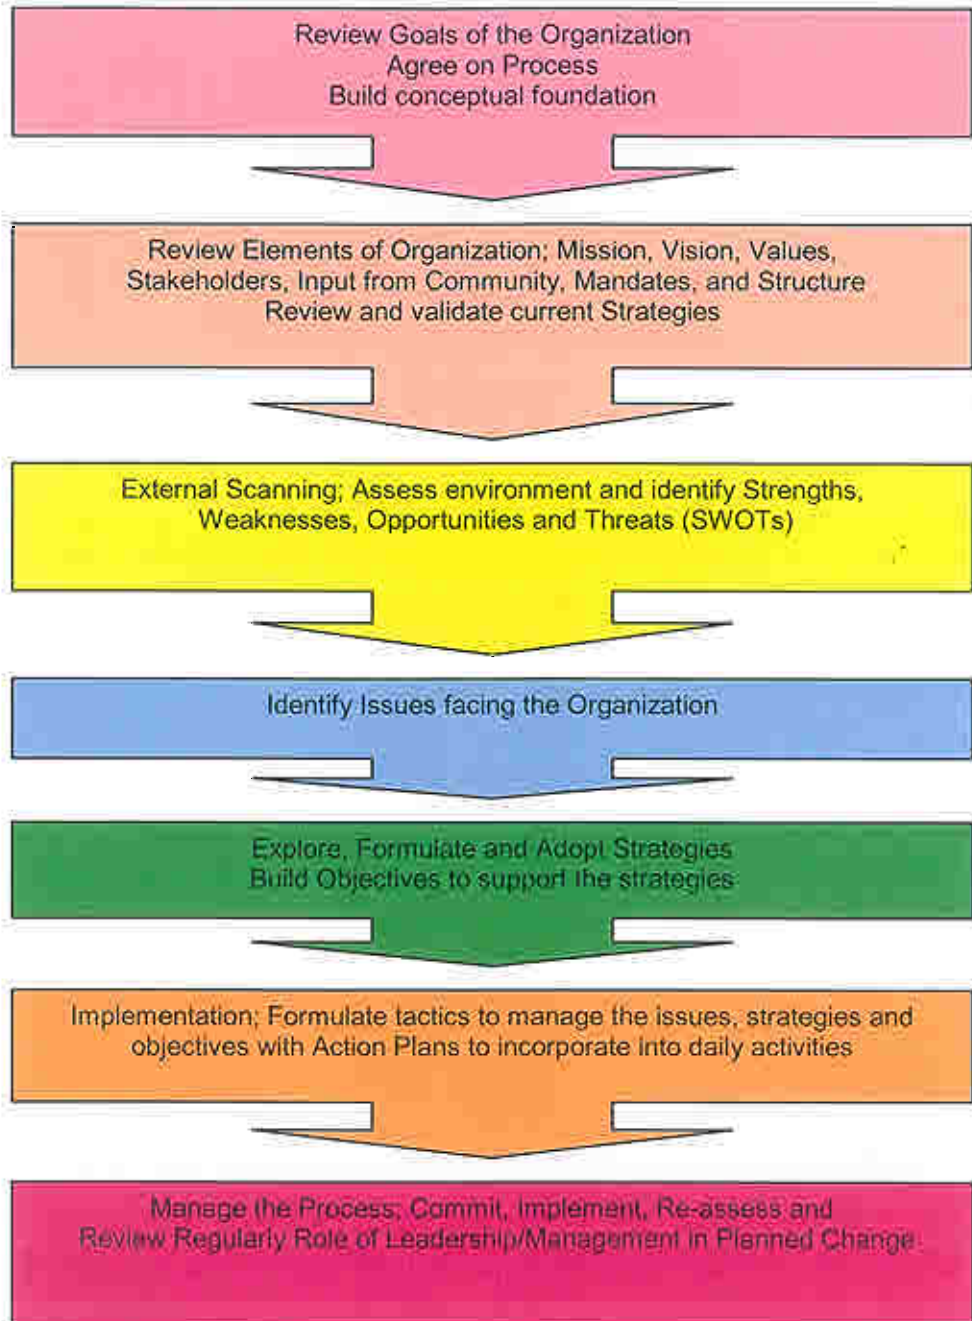 Review Goals of the Organization
Agree on Process
Build conceptual foundation
Review Elements of Organization; Mission, Vision, Values,
Stakeholders, Input from Community, Mandates, and Structure
Review and validate current Strategies
External Scanning; Assess environment and identify Strengths,
Weaknesses, Opportunities and Threats (SWOTs)
Identify Issues facing the Organization
Explore, Formulate and Adopt Strategies
Build Objectives to support the strategies
Implementation; Formulate tactics to manage the issues, strategies and
objectives with Action Plans to incorporate into daily activities
Manage the Process; Commit, Implement, Re-assess and
Review Regularly Role of Leadership/Management in Planned Change